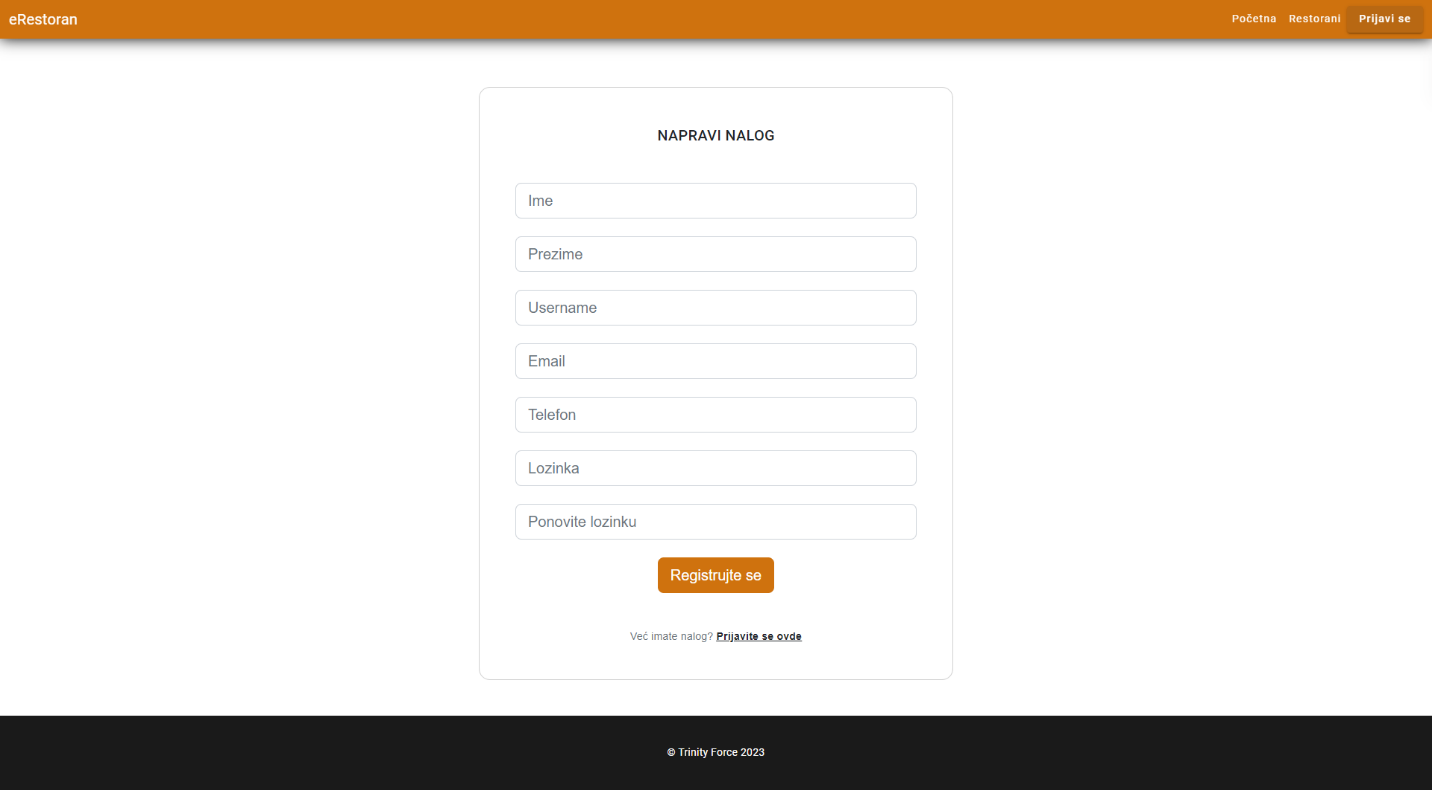 eRestoran
Početna Restorani Prijavi se
NAPRAVI NALOG
Ime
Prezime
Username
Email
Telefon
Lozinka
Ponovite lozinku
Registrujte se
Već imate nalog? Prijavite se ovde
© Trinity Force 2023